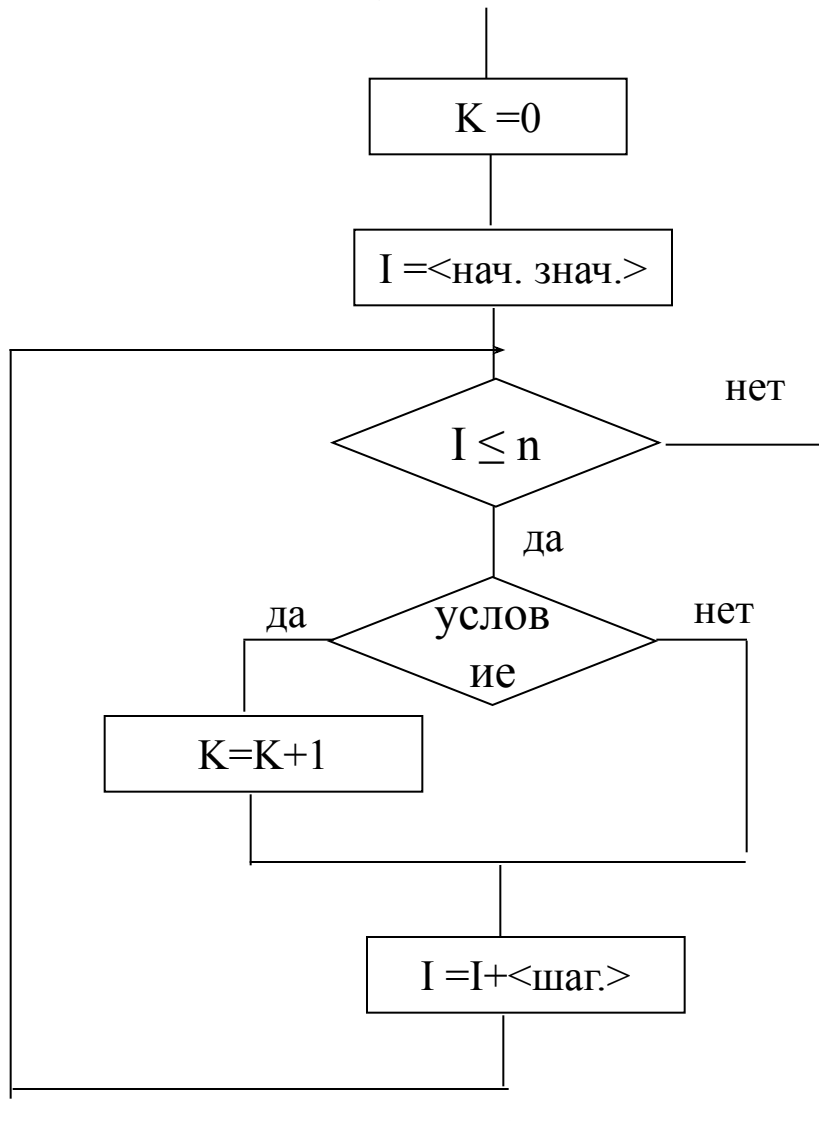 K =0
I =<нач. знач.>
нет
I ≤ n
да
да
услов
ие
нет
K=K+1
I =I+<шаг.>